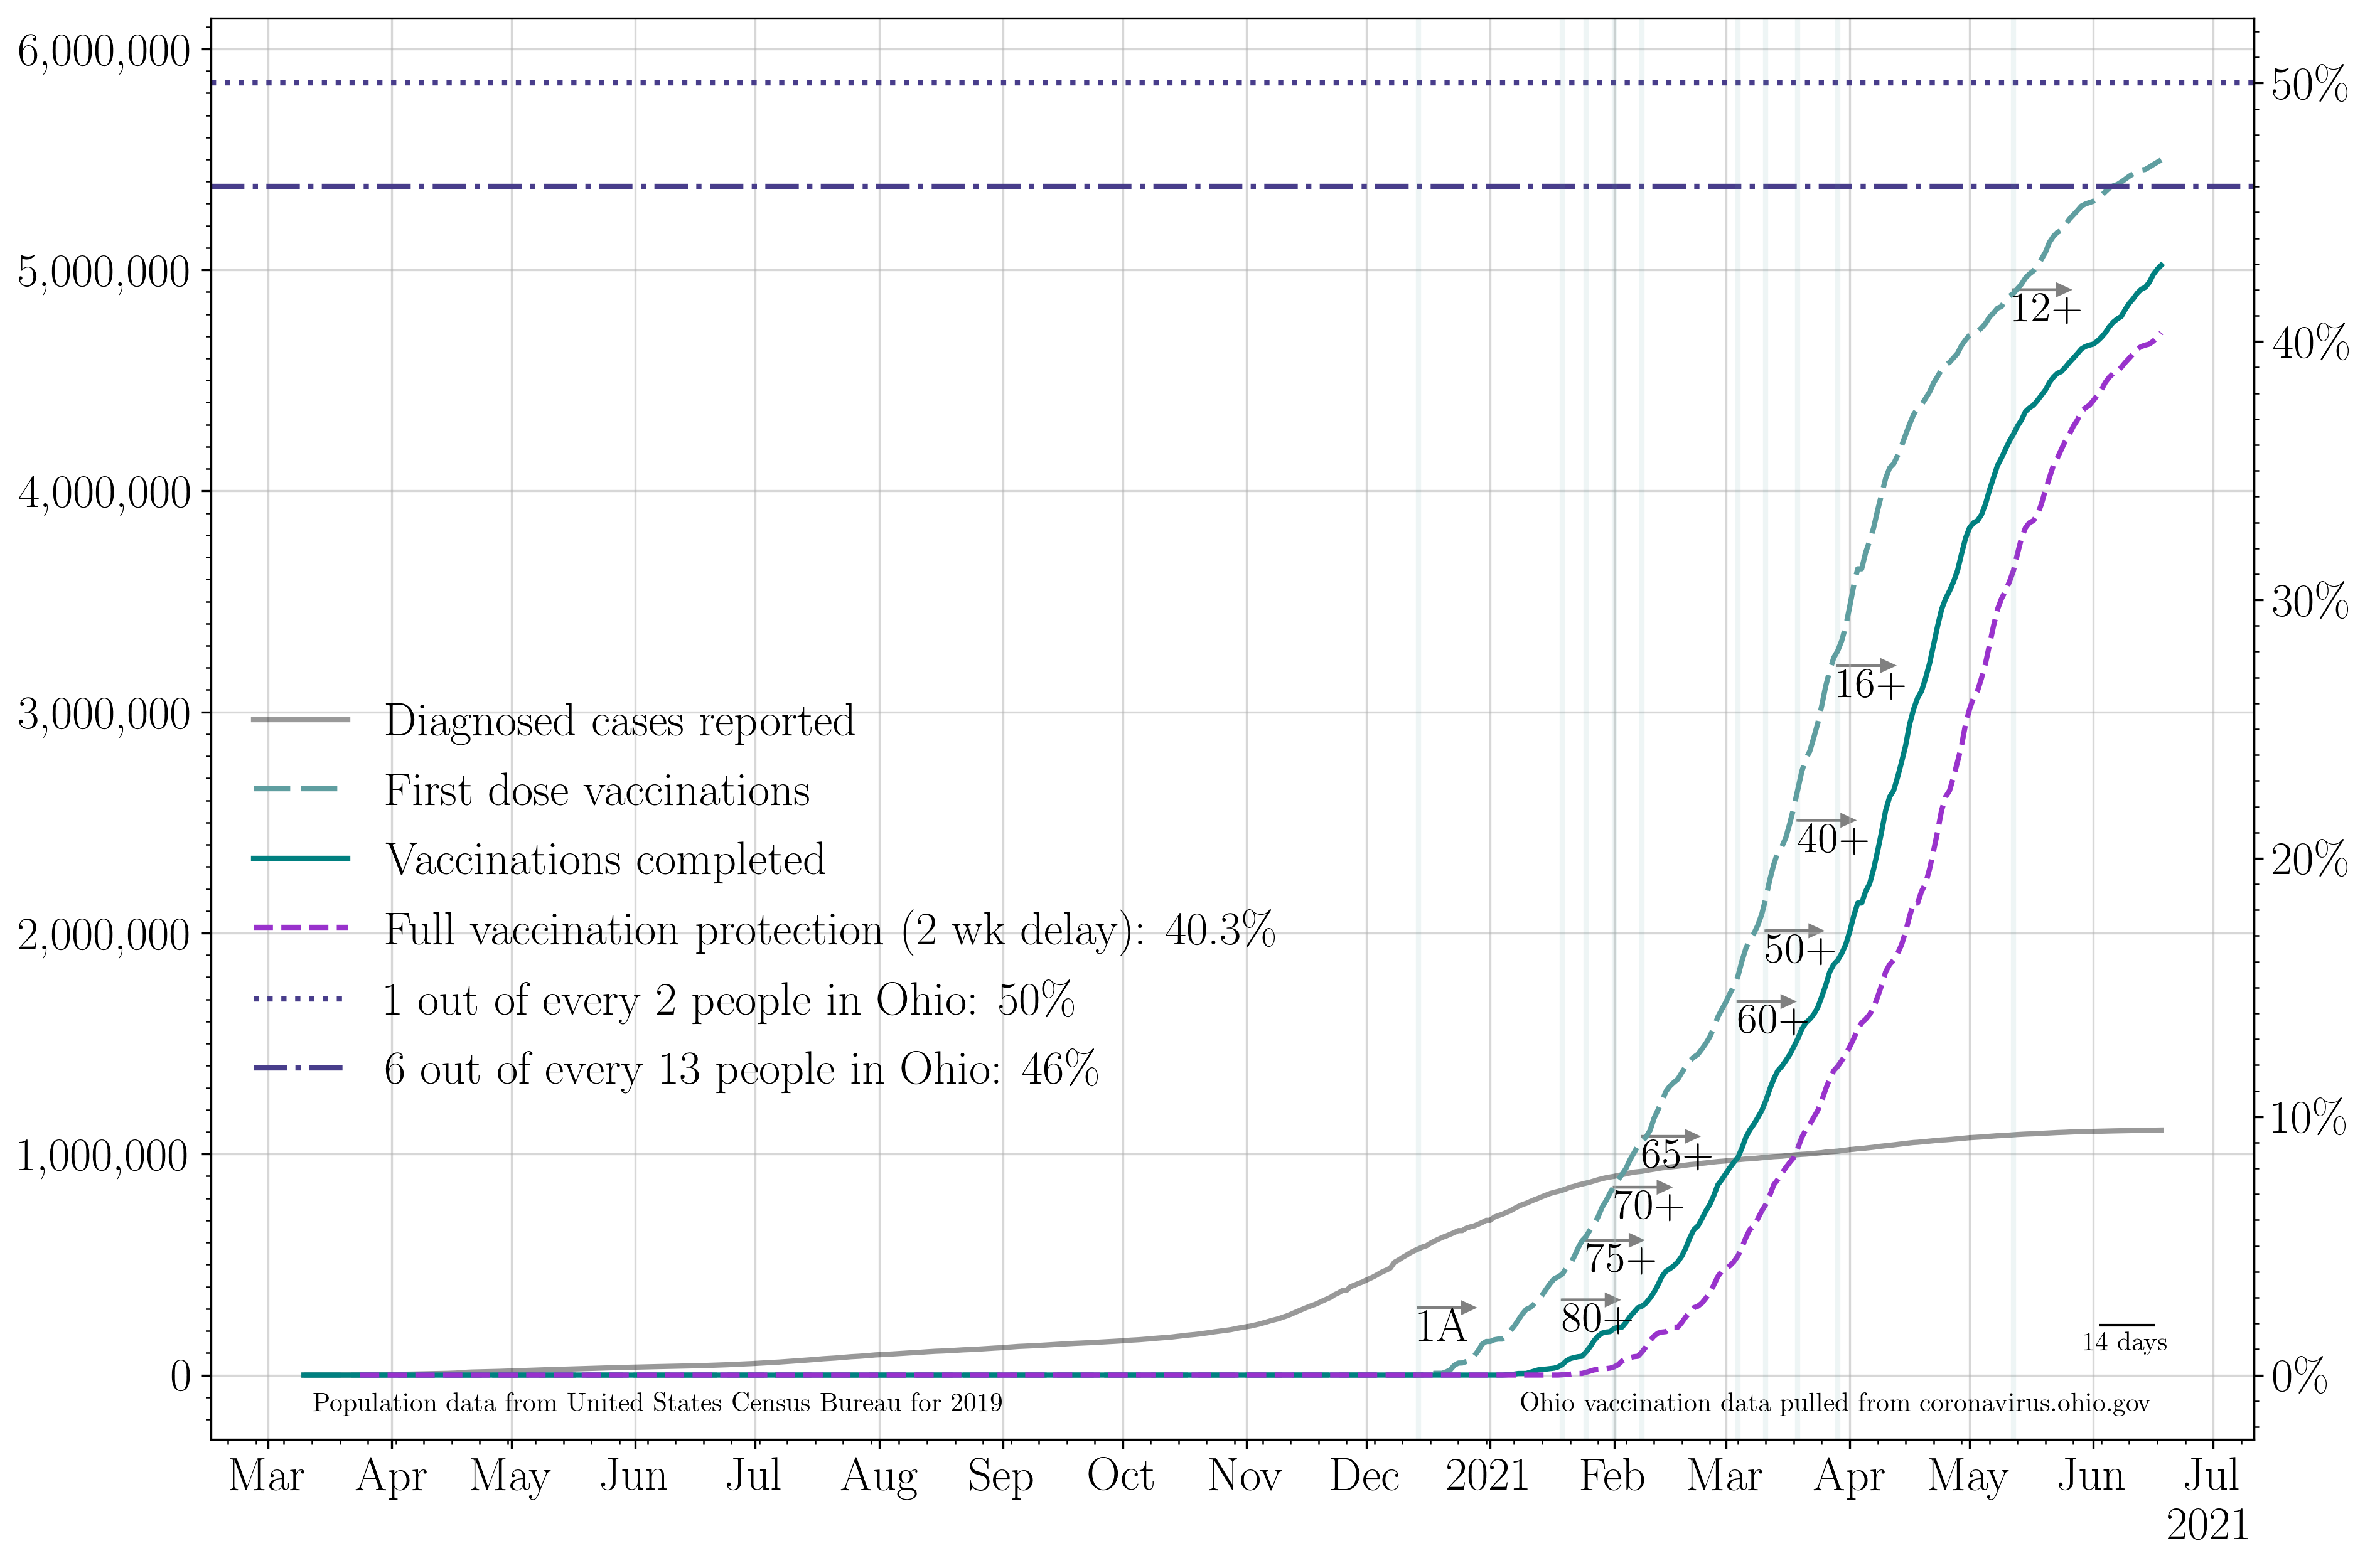 6,000,000
50%
5,000,000
12+
40%
4,000,000
30%
16+
3,000,000
Diagnosed cases reported
First dose vaccinations
40+
20%
Vaccinations completed
2,000,000
Full vaccination protection (2 wk delay): 40.3%
50+
1 out of every 2 people in Ohio: 50%
60+
6 out of every 13 people in Ohio: 46%
10%
1,000,000
65+
70+
75+
1A
80+
14 days
0
0%
Population data from United States Census Bureau for 2019
Ohio vaccination data pulled from coronavirus.ohio.gov
Mar Apr May Jun Jul Aug Sep Oct Nov Dec 2021 Feb Mar Apr May Jun Jul
2021